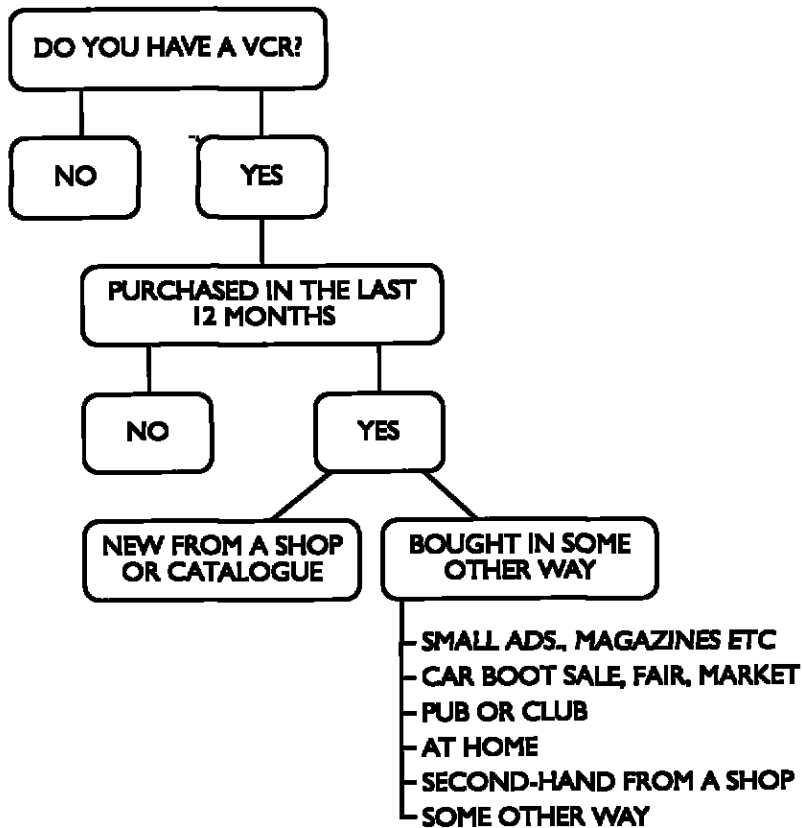 DO YOU HAVE A VCR?
NO
YES
PURCHASED IN THE LAST
12 MONTHS
NO
YES
NEW FROM A SHOP
OR CATALOGUE
BOUGHT IN SOME
OTHER WAY
SMALL ADS., MAGAZINES ETC
CAR BOOT SALE, FAIR, MARKET
PUB OR CLUB
AT HOME
SECOND-HAND FROM A SHOP
SOME OTHER WAY